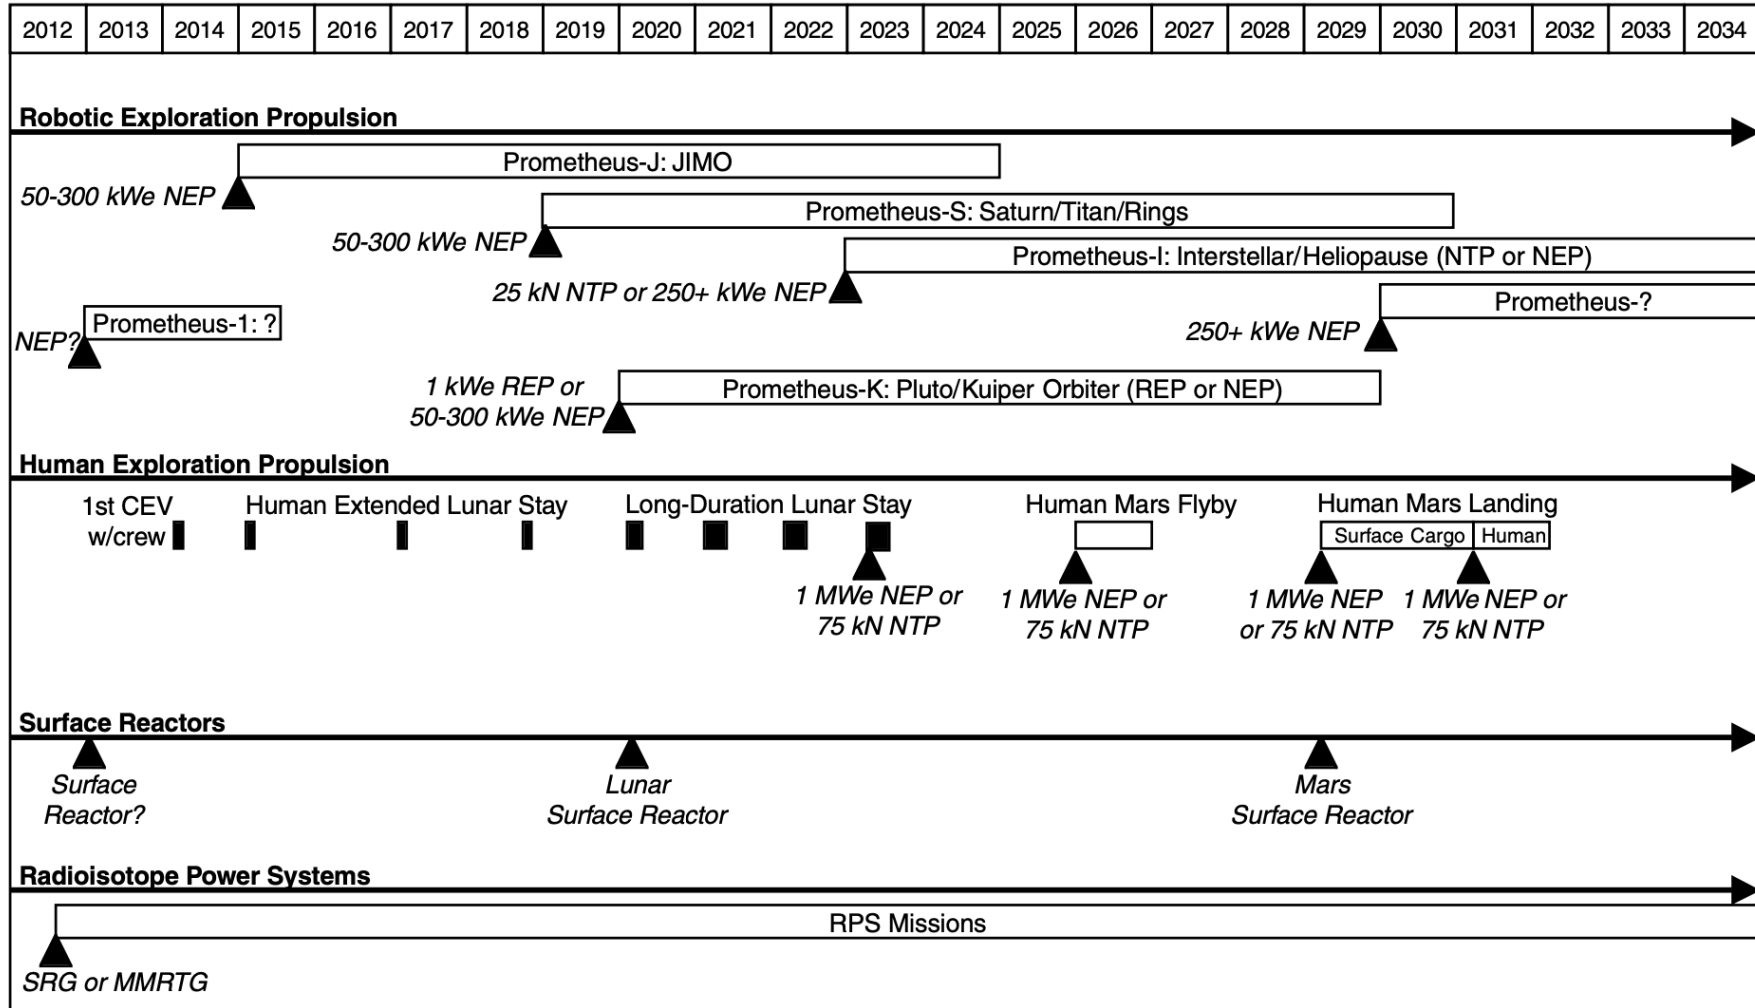 2012 2013 2014 2015 2016 2017 2018 2019 2020 2021 2022 2023 2024 2025 2026 2027 2028 2029 2030 2031 2032 2033 2034
Robotic Exploration Propulsion
Prometheus-J: JIMO
50-300 kWe NEP
Prometheus-S: Saturn/Titan/Rings
50-300 kWe NEP
Prometheus-I: Interstellar/Heliopause (NTP or NEP)
25 kN NTP or 250+ kWe NEP
Prometheus-?
250+ kWe NEP
Prometheus-1: ?
NEP?
Prometheus-K: Pluto/Kuiper Orbiter (REP or NEP)
1 kWe REP or
50-300 kWe NEP
Human Exploration Propulsion
1st CEV
w/crew
Human Extended Lunar Stay
Long-Duration Lunar Stay
1 MWe NEP or
75 kN NTP
Human Mars Flyby
1 MWe NEP or
75 kN NTP
Human Mars Landing
Surface Cargo
Human
1 MWe NEP
or 75 kN NTP
1 MWe NEP or
75 kN NTP
Surface Reactors
Surface
Reactor?
Lunar
Surface Reactor
Mars
Surface Reactor
Radioisotope Power Systems
RPS Missions
SRG or MMRTG